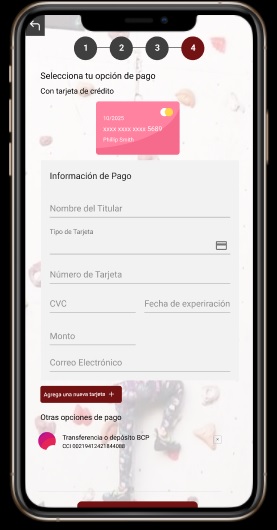 1 2 3 4
Selecciona tu opción de pago
Con tarjeta de crédito
10/2025
xxxx xxxx xxxx 5689
Phillip Smith
Información de Pago
Nombre del Titular
Tipo de Tarjeta
Número de Tarjeta
CVC Fecha de experiración
Monto
Correo Electrónico
Agrega una nueva tarjeta +
Otras opciones de pago
Transferencia o depósito BCP
CCI 00219412421844088